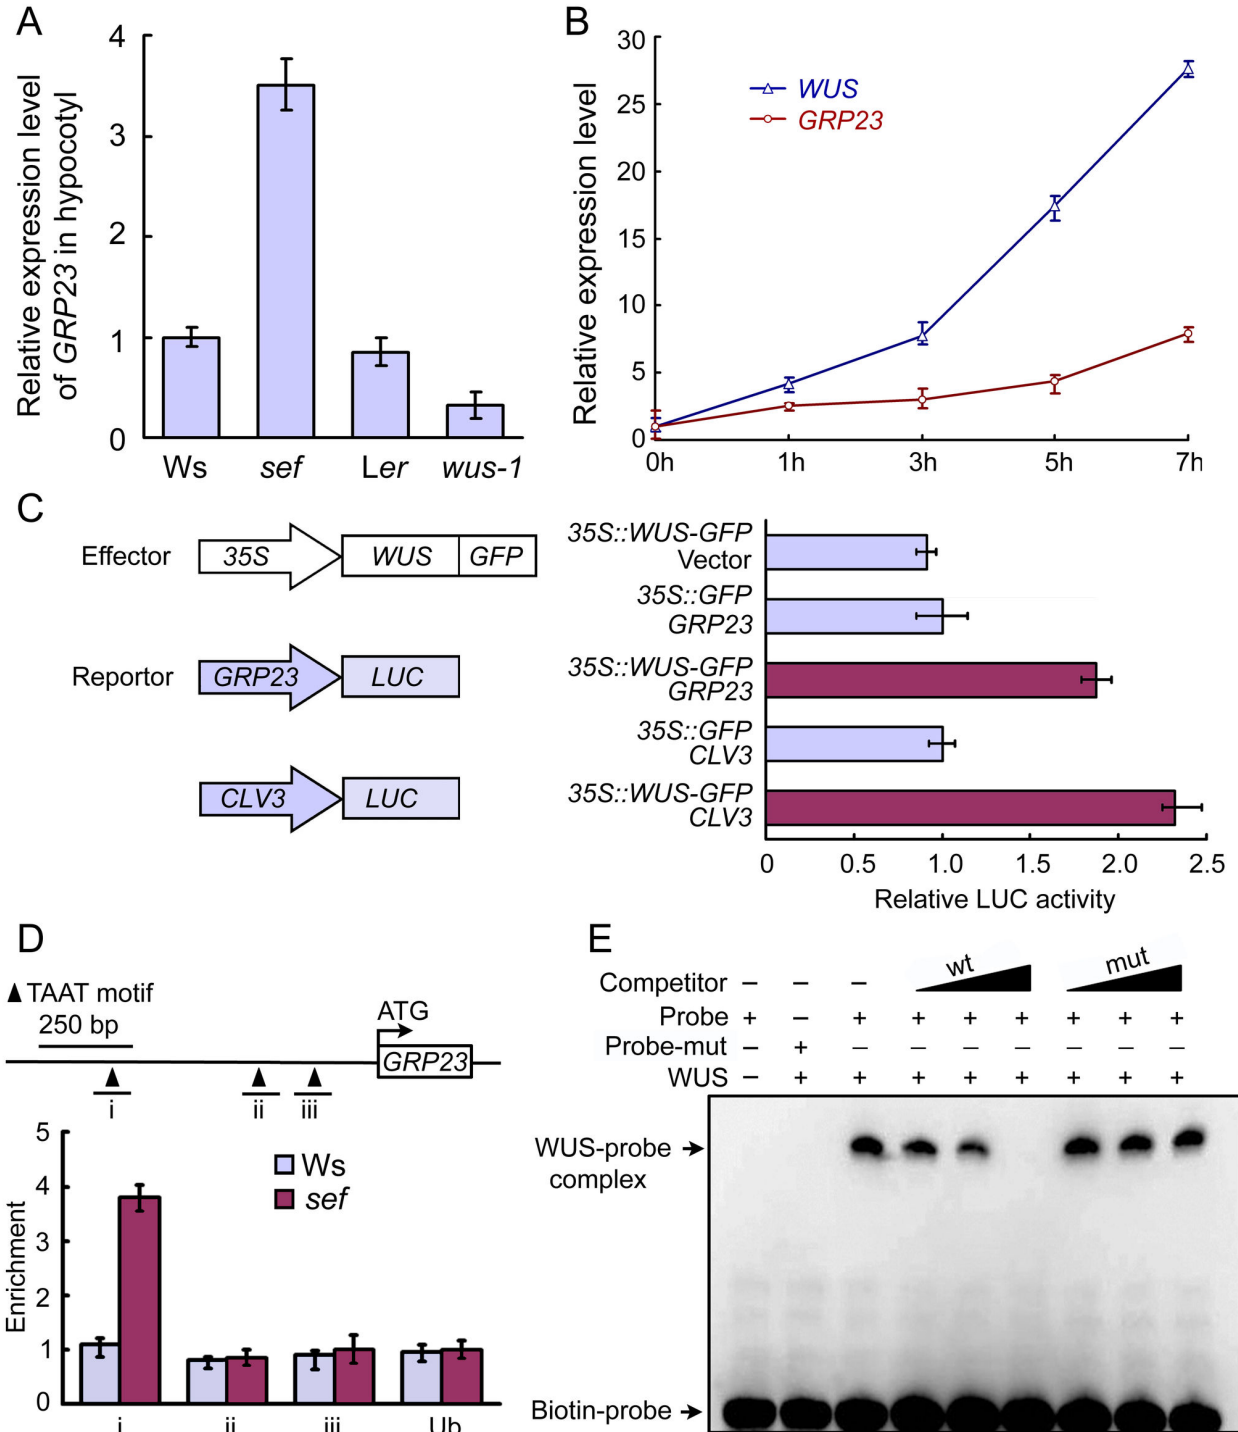 A
Relative expression level
of GRP23 in hypocotyl
4
3
2
1
0
Ws
sef
Ler
wus-1
B
Relative expression level
30
25
20
15
10
5
0
WUS
GRP23
0h
1h
3h
5h
7h
C
Effector
35S
WUS
GFP
Reportor
GRP23
LUC
CLV3
LUC
35S::WUS-GFP
Vector
35S::GFP
GRP23
35S::WUS-GFP
GRP23
35S::GFP
CLV3
35S::WUS-GFP
CLV3
0
0.5
1.0
1.5
2.0
2.5
Relative LUC activity
D
TAAT motif
250 bp
ATG
GRP23
i
ii
iii
Enrichment
5
4
3
2
1
0
Ws
sef
i
ii
iii
Ub
E
wt
mut
Competitor – – –
Probe + – + + + + + + +
Probe-mut – + – – – – – – –
WUS – + + + + + + + +
WUS-probe
complex
Biotin-probe